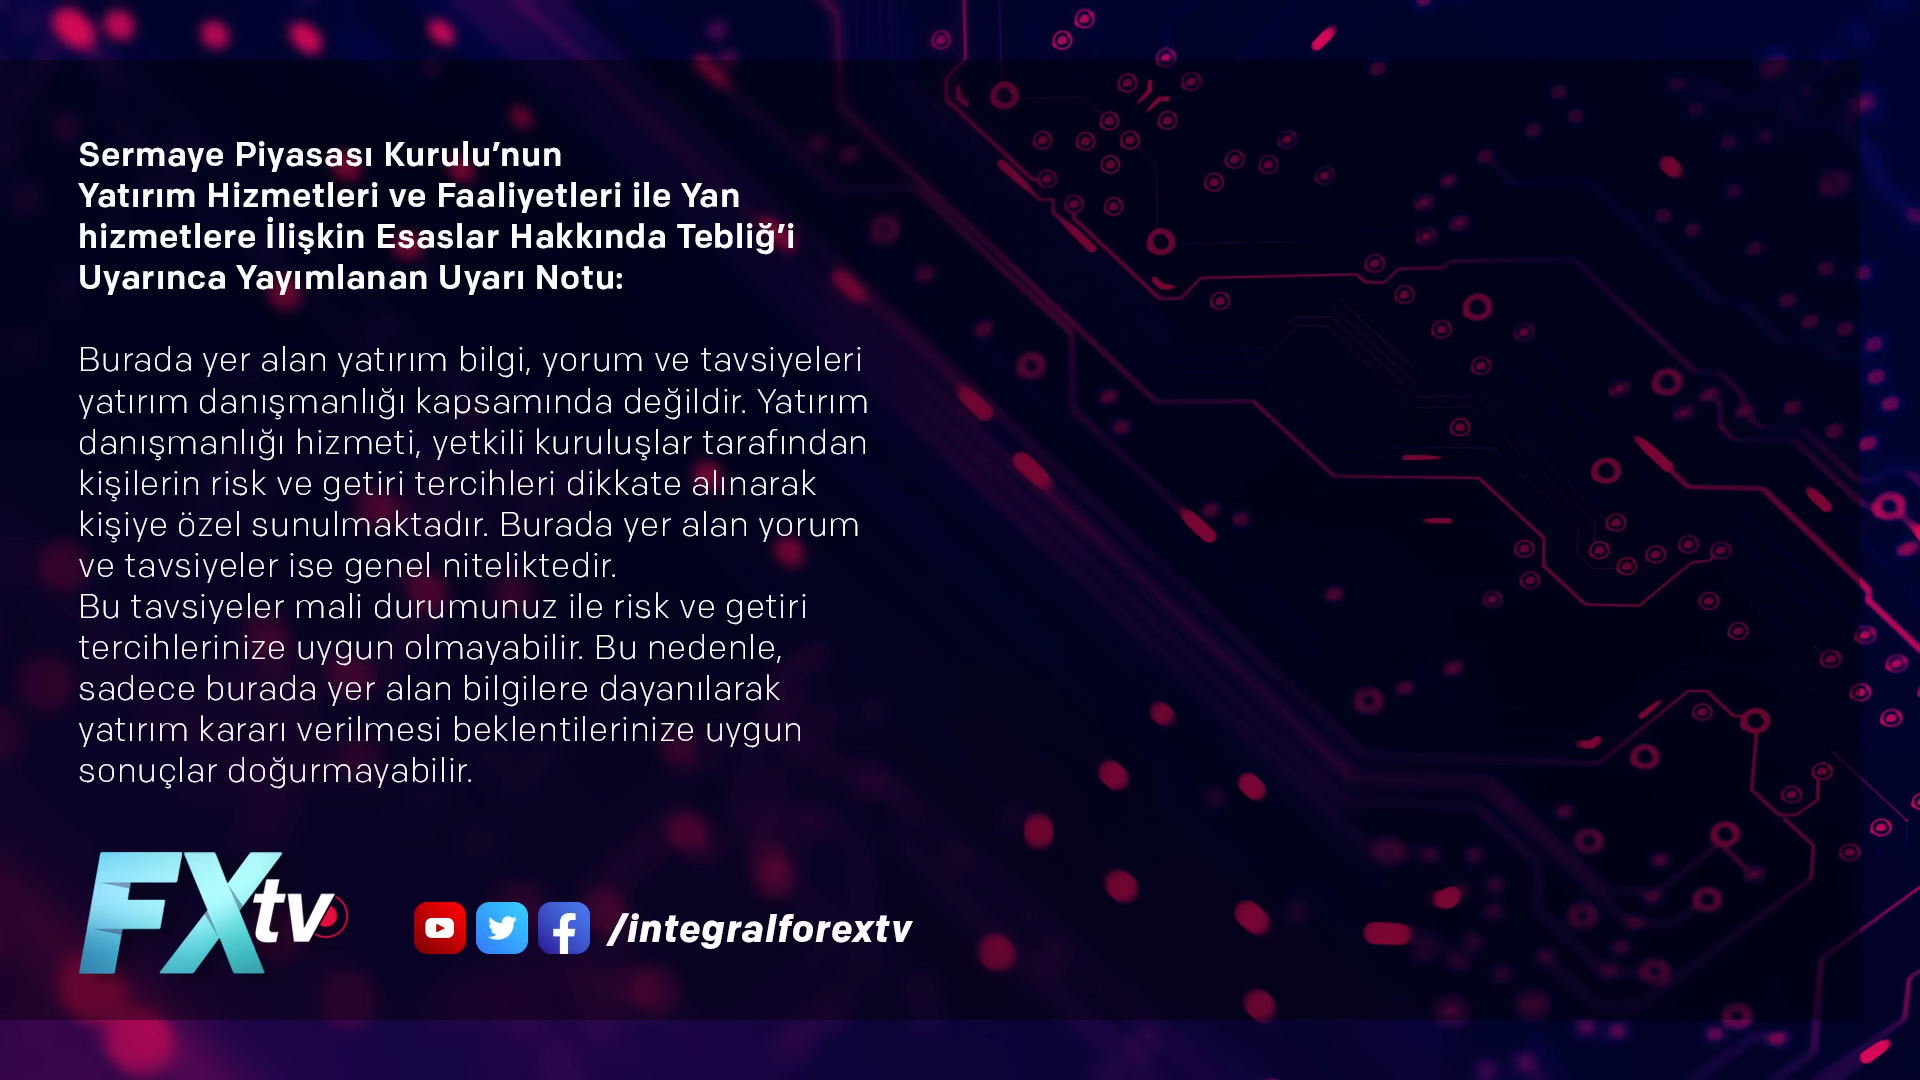 Sermaye Piyasası Kurulu’nun
Yatırım Hizmetleri ve Faaliyetleri ile Yan
hizmetlere İlişkin Esaslar Hakkında Tebliğ’i
Uyarınca Yayımlanan Uyarı Notu:
Burada yer alan yatırım bilgi, yorum ve tavsiyeleri
yatırım danışmanlığı kapsamında değildir. Yatırım
danışmanlığı hizmeti, yetkili kuruluşlar tarafından
kişilerin risk ve getiri tercihleri dikkate alınarak
kişiye özel sunulmaktadır. Burada yer alan yorum
ve tavsiyeler ise genel niteliktedir.
Bu tavsiyeler mali durumunuz ile risk ve getiri
tercihlerinize uygun olmayabilir. Bu nedenle,
sadece burada yer alan bilgilere dayanılarak
yatırım kararı verilmesi beklentilerinize uygun
sonuçlar doğurmayabilir.
FXtv
/integralforextv